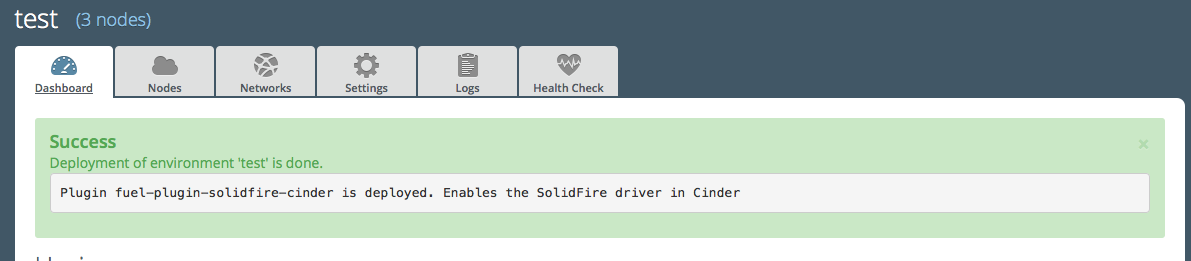 test (3 nodes)
Dashboard Nodes Networks Settings Logs Health Check
Success ×
Deployment of environment 'test' is done.
Plugin fuel-plugin-solidfire-cinder is deployed. Enables the SolidFire driver in Cinder